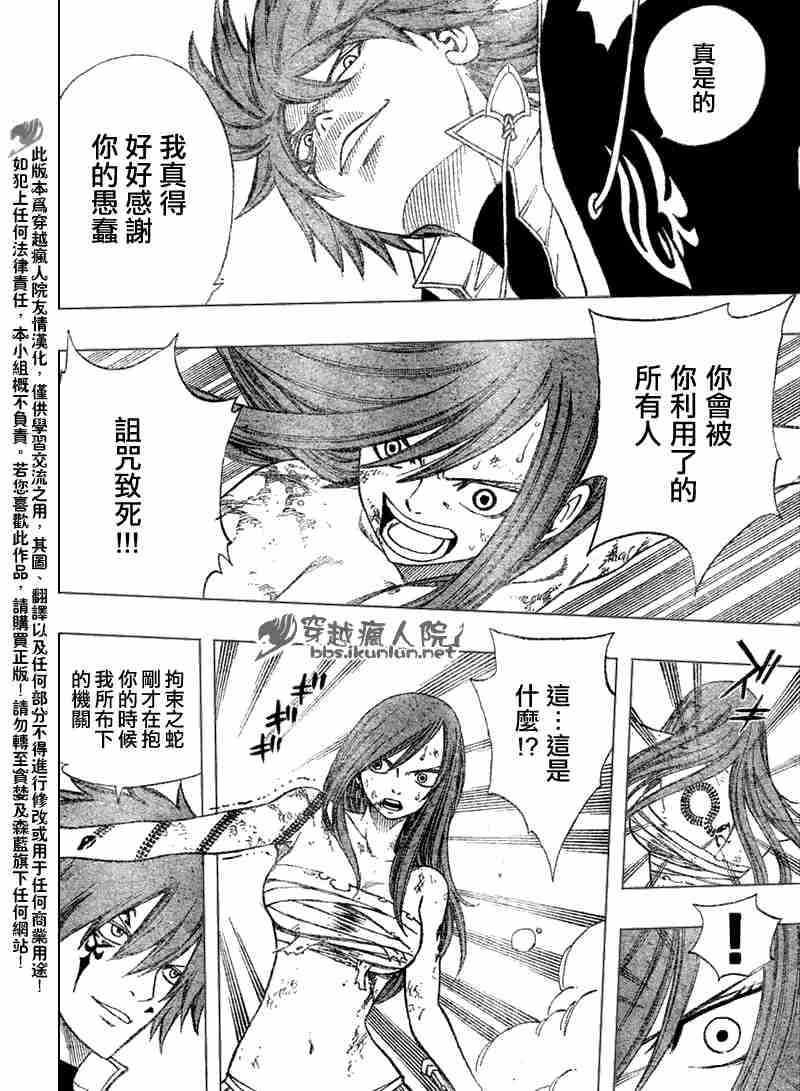 真是的
我真得
好好感謝
你的愚蠢
你會被
你利用了的
所有人
詛咒致死!!!
這…這是
什麼!?
拘束之蛇
剛才在抱
你的時候
我所布下
的機關
!
穿越瘋人院
bbs.ikunlun.net
此版本爲穿越瘋人院友情漢化，僅供學習交流之用，其圖、翻譯以及任何部分不得進行修改或用于任何商業用途！
如犯上任何法律責任，本小組概不負責。若您喜歡此作品，請購買正版！請勿轉至貪婪及森藍旗下任何網站！